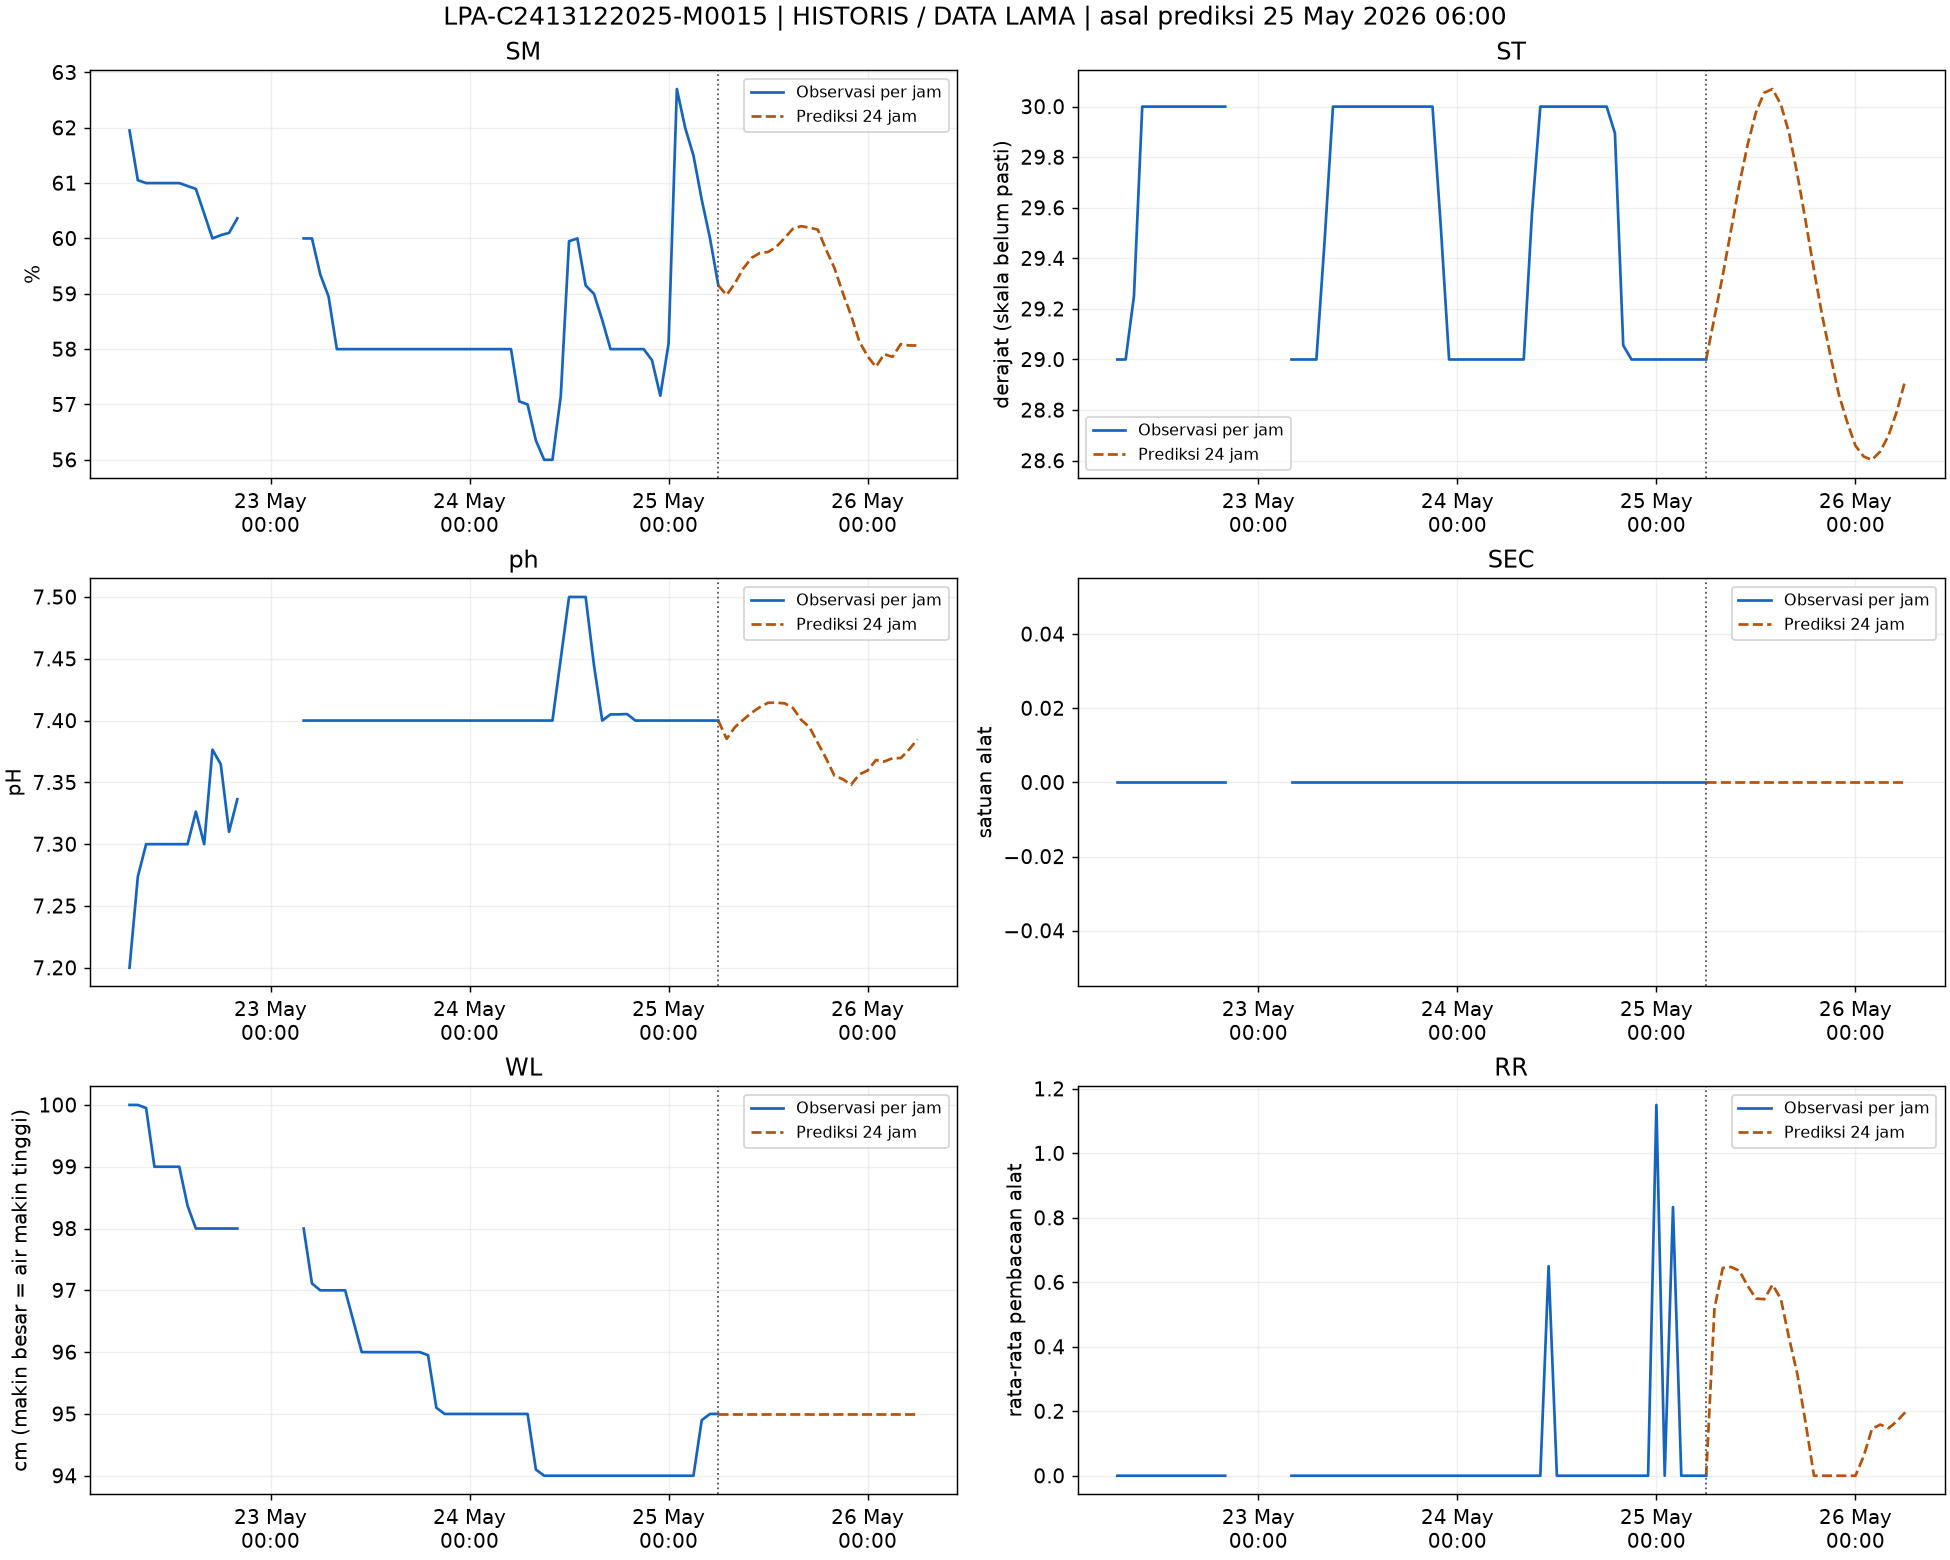 LPA-C2413122025-M0015 | HISTORIS / DATA LAMA | asal prediksi 25 May 2026 06:00
SM
63
62
61
60
59
58
57
56
%
Observasi per jam
Prediksi 24 jam
23 May
00:00
24 May
00:00
25 May
00:00
26 May
00:00
ST
30.0
29.8
29.6
29.4
29.2
29.0
28.8
28.6
derajat (skala belum pasti)
Observasi per jam
Prediksi 24 jam
23 May
00:00
24 May
00:00
25 May
00:00
26 May
00:00
ph
7.50
7.45
7.40
7.35
7.30
7.25
7.20
pH
Observasi per jam
Prediksi 24 jam
23 May
00:00
24 May
00:00
25 May
00:00
26 May
00:00
SEC
0.04
0.02
0.00
−0.02
−0.04
satuan alat
Observasi per jam
Prediksi 24 jam
23 May
00:00
24 May
00:00
25 May
00:00
26 May
00:00
WL
100
99
98
97
96
95
94
cm (makin besar = air makin tinggi)
Observasi per jam
Prediksi 24 jam
23 May
00:00
24 May
00:00
25 May
00:00
26 May
00:00
RR
1.2
1.0
0.8
0.6
0.4
0.2
0.0
rata-rata pembacaan alat
Observasi per jam
Prediksi 24 jam
23 May
00:00
24 May
00:00
25 May
00:00
26 May
00:00